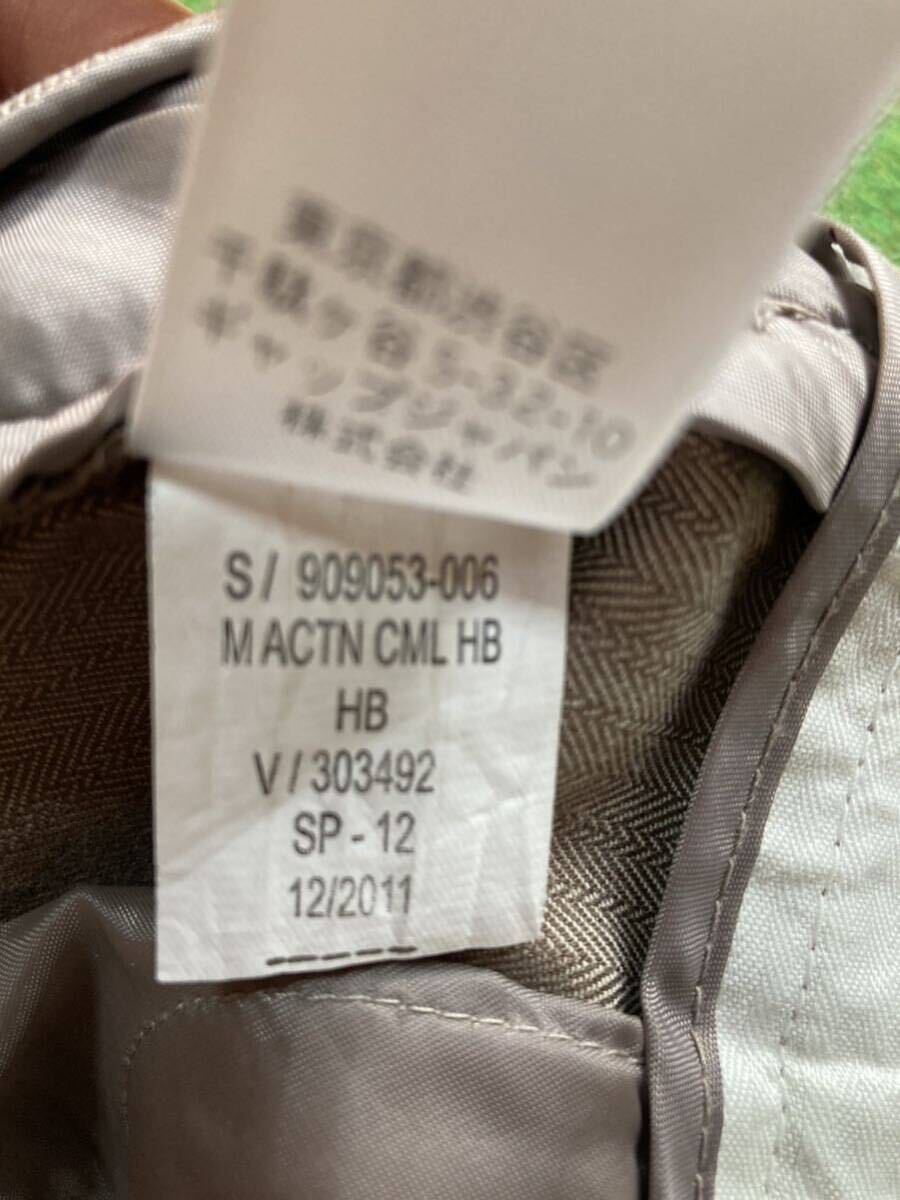 東京都渋谷区
千駄ヶ谷5-32-10
ギャップジャパン
株式会社
S/ 909053-006
M ACTN CML HB
HB
V/303492
SP - 12
12/2011